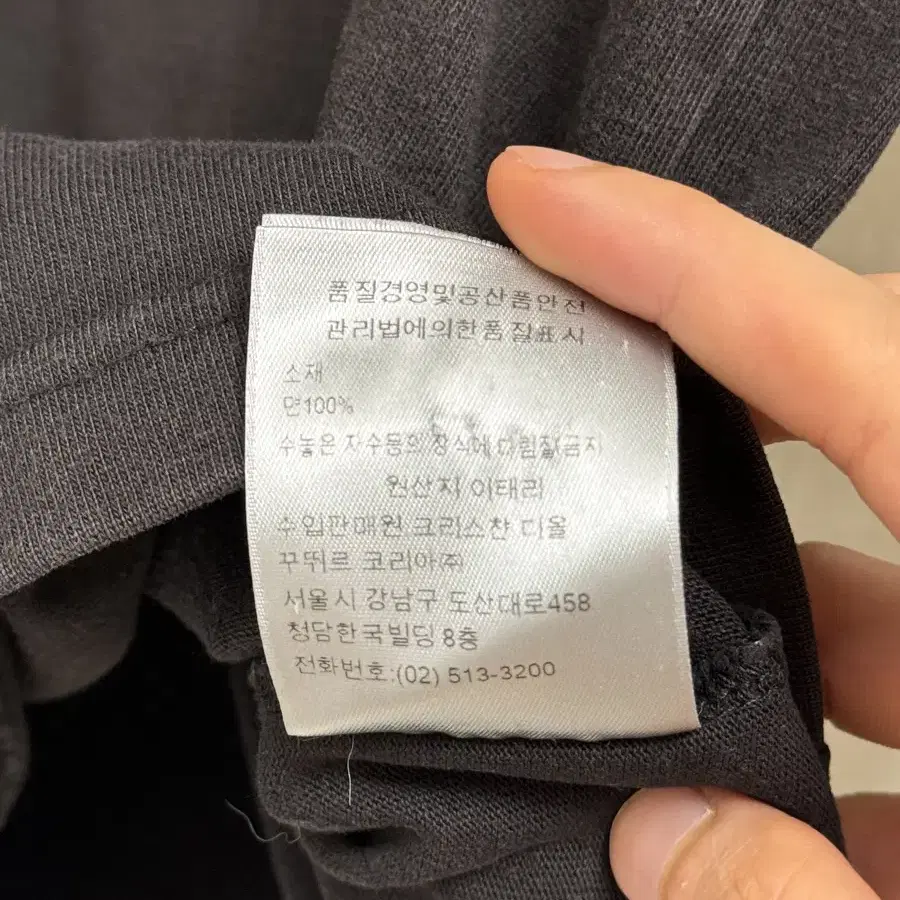 품질경영및공산품안전
관리법에의한품질표시
소재
면100%
수놓은 자수등의 장식에 다림질금지
원산지 이태리
수입판매원 크리스챤 디올
꾸뛰르 코리아㈜
서울시 강남구 도산대로458
청담한국빌딩 8층
전화번호:(02) 513-3200